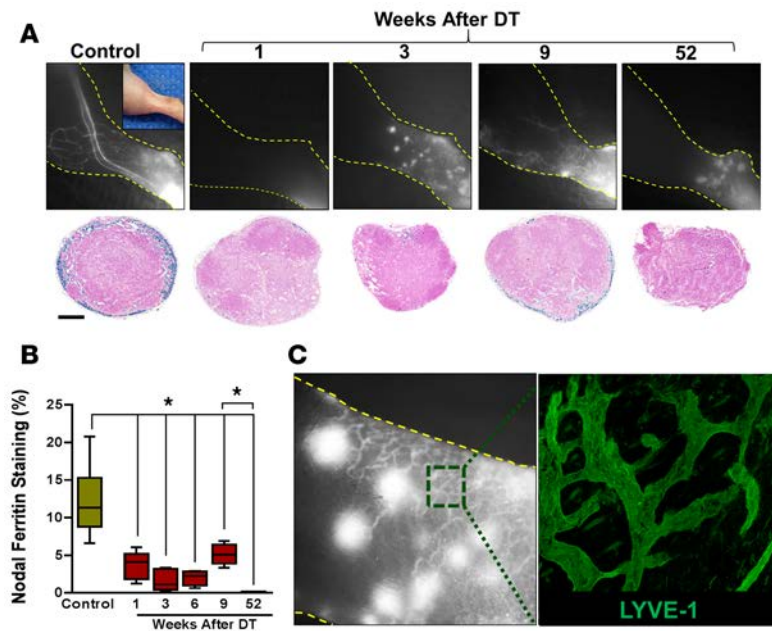 Weeks After DT
A
Control 1 3 9 52
B
C
Nodal Ferritin Staining (%)
* *
25
20
15
10
5
0
Control 1 3 6 9 52
Weeks After DT
LYVE-1